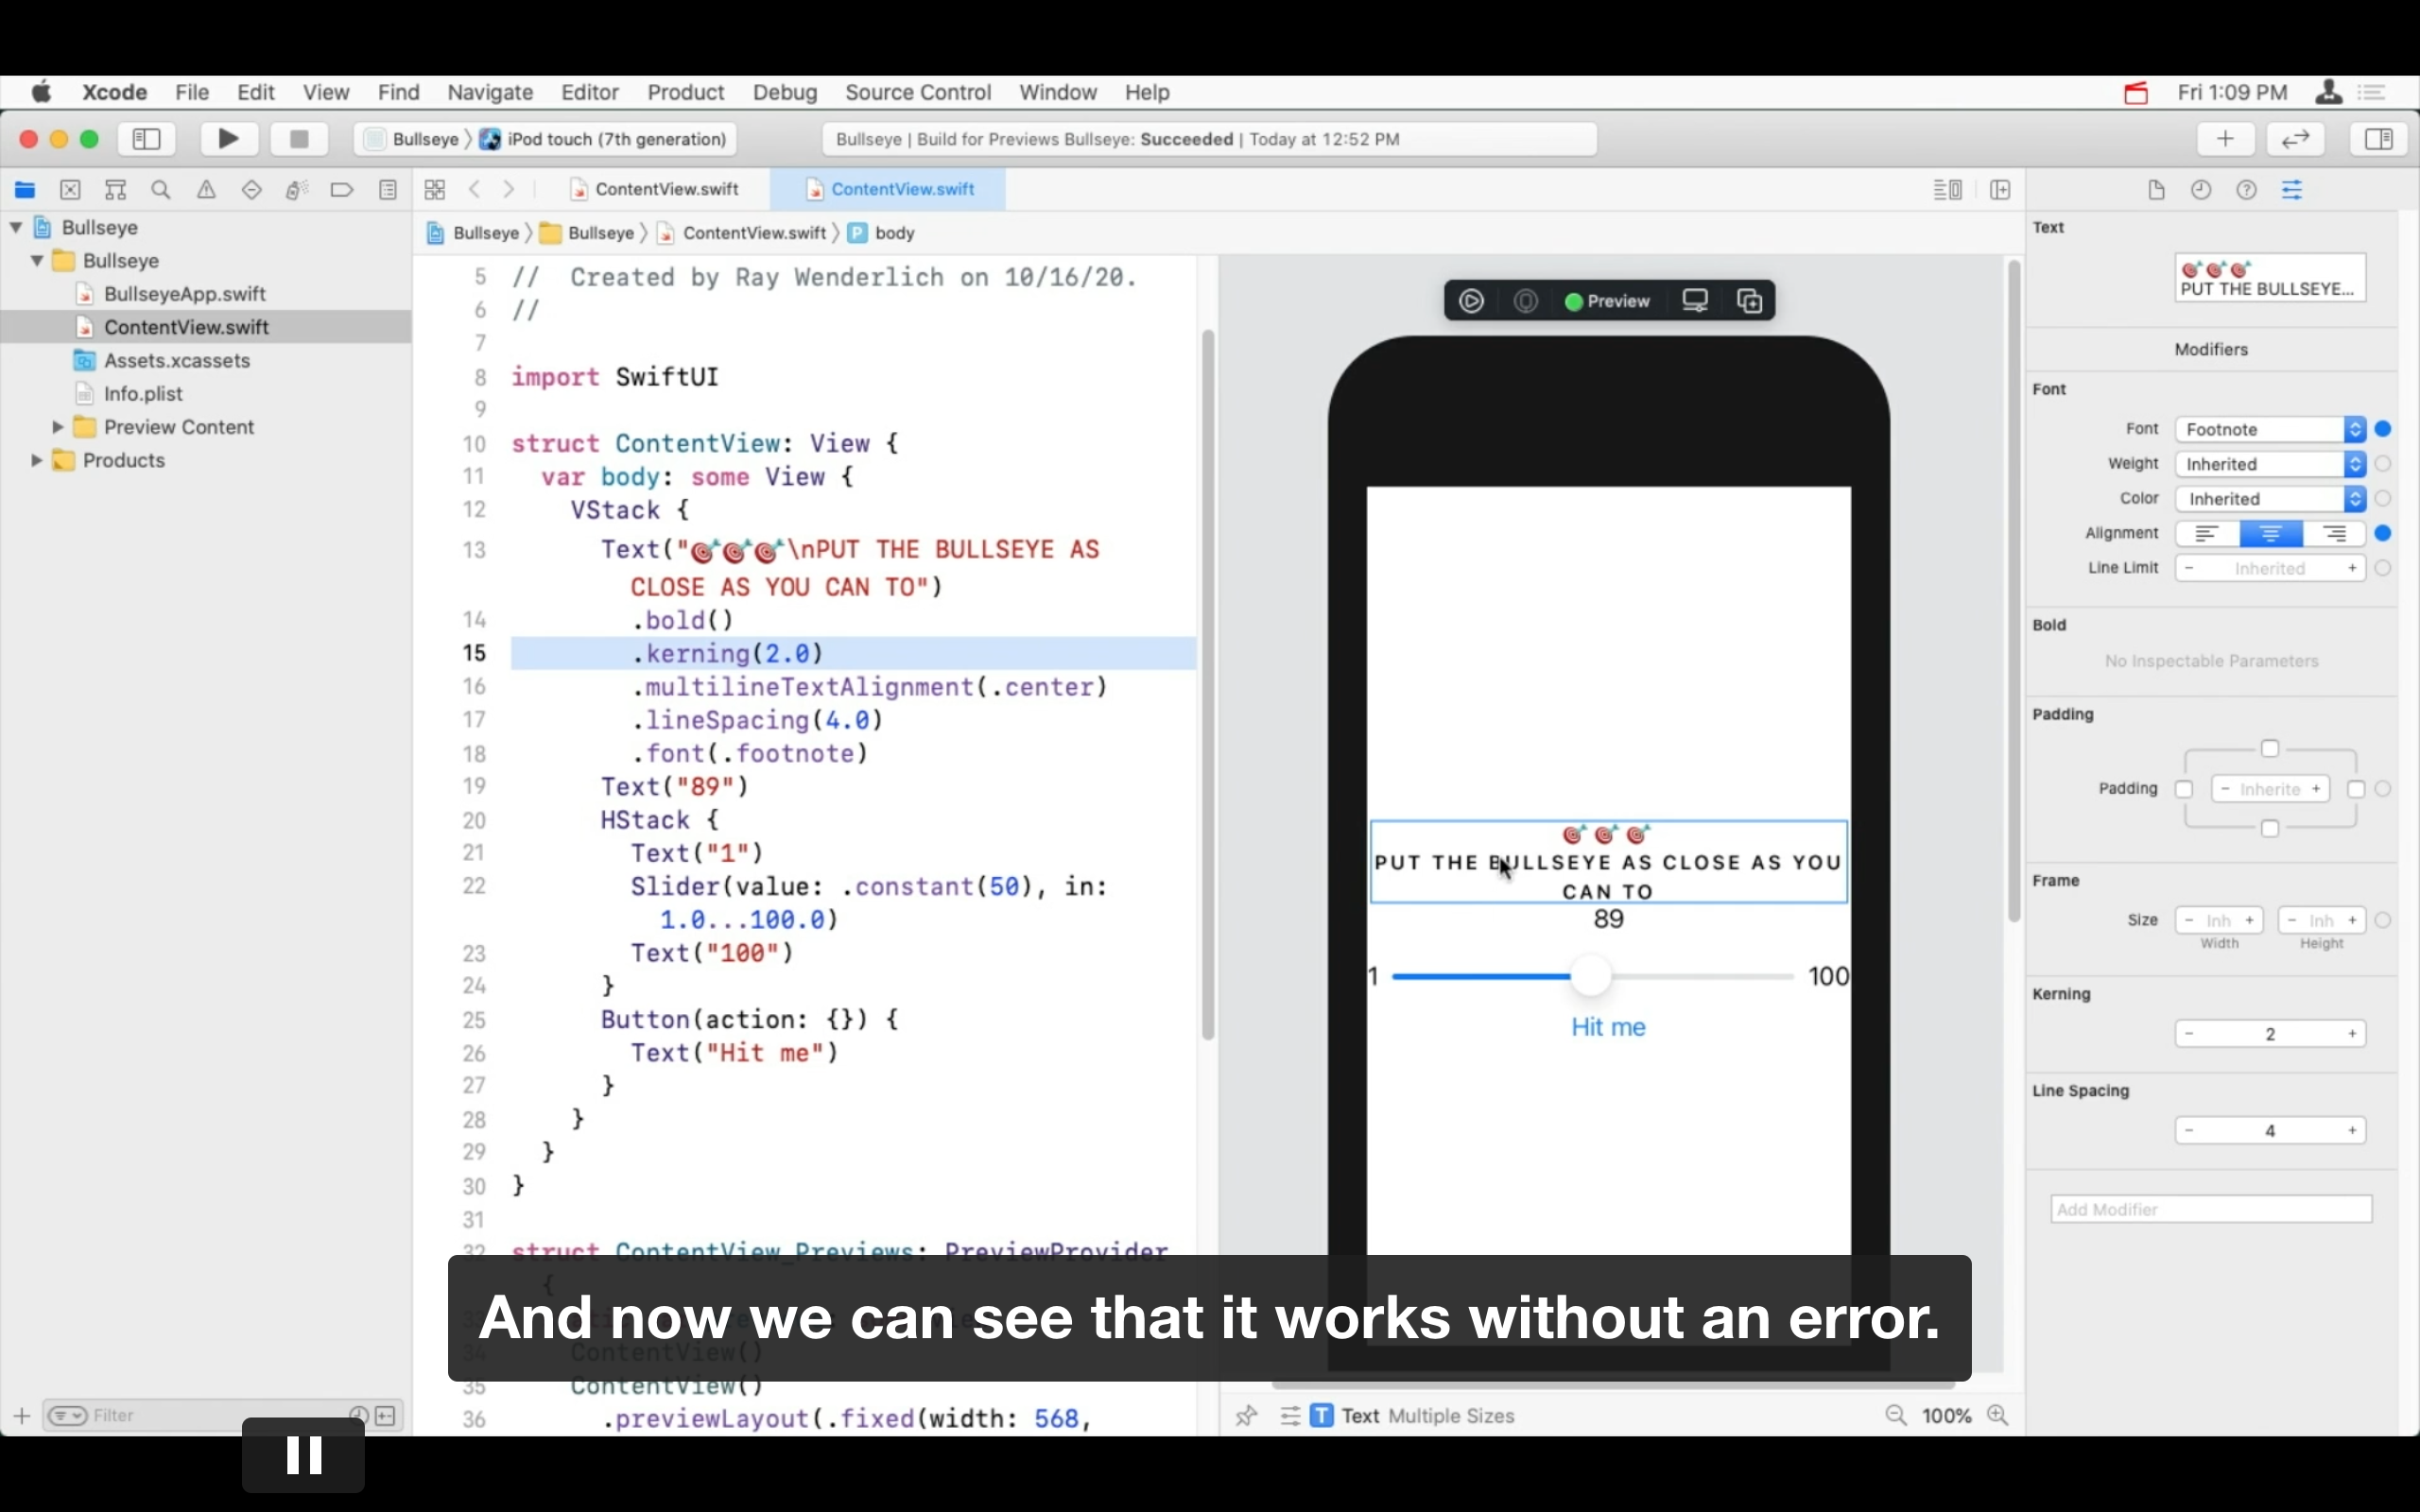 Xcode File Edit View Find Navigate Editor Product Debug Source Control Window Help Fri 1:09 PM
Bullseye 〉 iPod touch (7th generation) Bullseye | Build for Previews Bullseye: Succeeded | Today at 12:52 PM
ContentView.swift ContentView.swift
Bullseye 〉 Bullseye 〉 ContentView.swift 〉 P body
Bullseye
Bullseye
BullseyeApp.swift
ContentView.swift
Assets.xcassets
Info.plist
Preview Content
Products
Filter
5 //  Created by Ray Wenderlich on 10/16/20.
6 //
7
8 import SwiftUI
9
10 struct ContentView: View {
11   var body: some View {
12     VStack {
13       Text("🎯🎯🎯\nPUT THE BULLSEYE AS
         CLOSE AS YOU CAN TO")
14         .bold()
15         .kerning(2.0)
16         .multilineTextAlignment(.center)
17         .lineSpacing(4.0)
18         .font(.footnote)
19       Text("89")
20       HStack {
21         Text("1")
22         Slider(value: .constant(50), in:
           1.0...100.0)
23         Text("100")
24       }
25       Button(action: {}) {
26         Text("Hit me")
27       }
28     }
29   }
30 }
31
32 struct ContentView_Previews: PreviewProvider
   {
34     ContentView()
35     ContentView()
36       .previewLayout(.fixed(width: 568,
Preview
🎯🎯🎯
PUT THE BULLSEYE AS CLOSE AS YOU
CAN TO
89
1 100
Hit me
T Text Multiple Sizes 100%
Text
🎯🎯🎯
PUT THE BULLSEYE...
Modifiers
Font
Font Footnote
Weight Inherited
Color Inherited
Alignment
Line Limit - Inherited +
Bold
No Inspectable Parameters
Padding
Padding - Inherite +
Frame
Size - Inh + - Inh +
Width Height
Kerning
- 2 +
Line Spacing
- 4 +
Add Modifier
And now we can see that it works without an error.